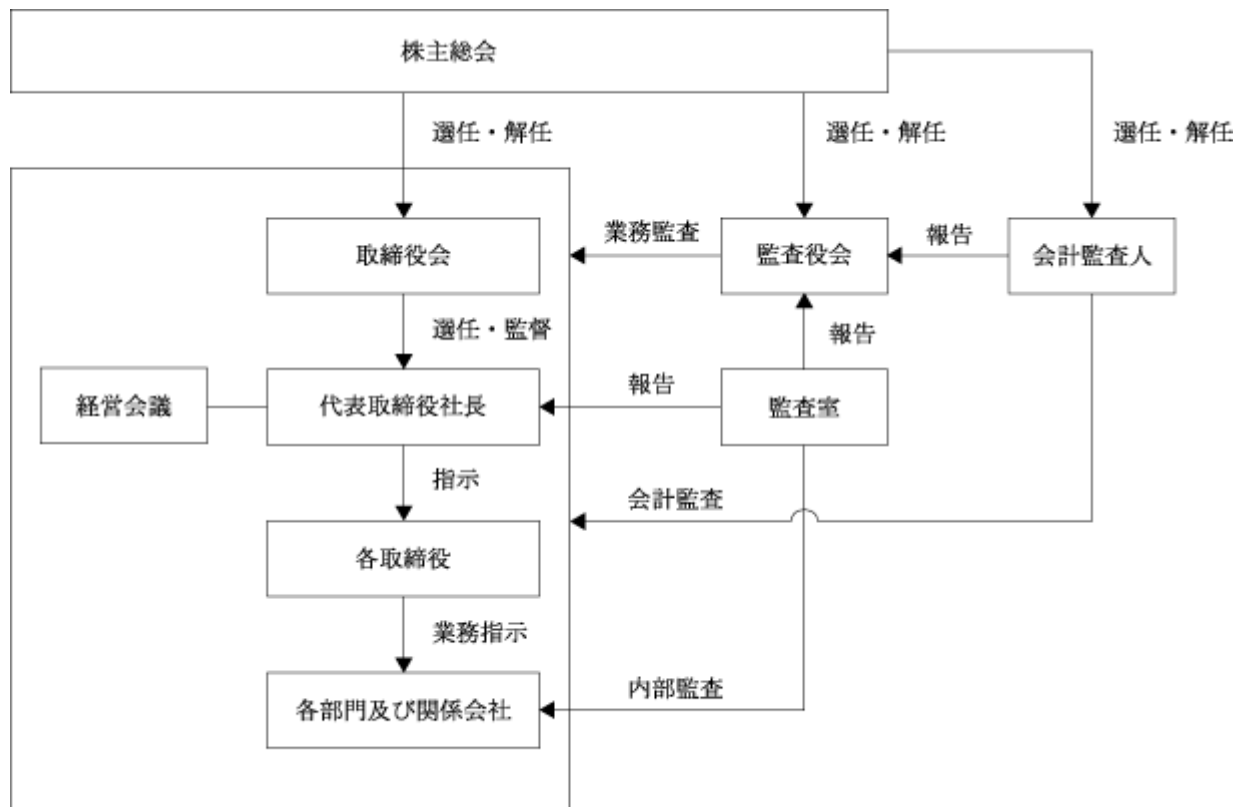 株主総会
選任・解任
選任・解任
選任・解任
取締役会
業務監査
監査役会
報告
会計監査人
選任・監督
報告
経営会議
代表取締役社長
報告
監査室
指示
会計監査
各取締役
業務指示
内部監査
各部門及び関係会社